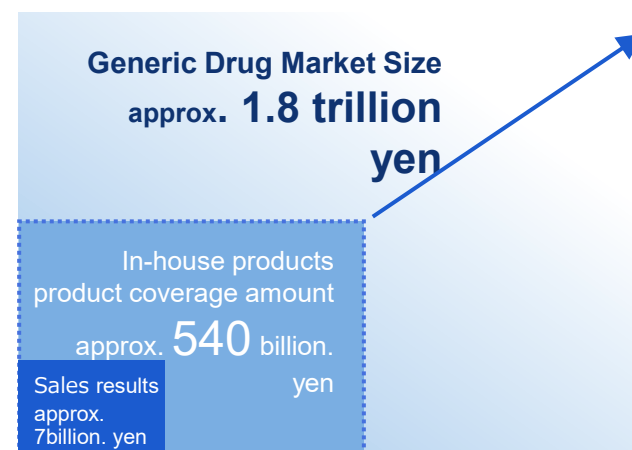 Generic Drug Market Size
approx. 1.8 trillion
yen
In-house products
product coverage amount
approx. 540 billion.
yen
Sales results
approx.
7billion. yen